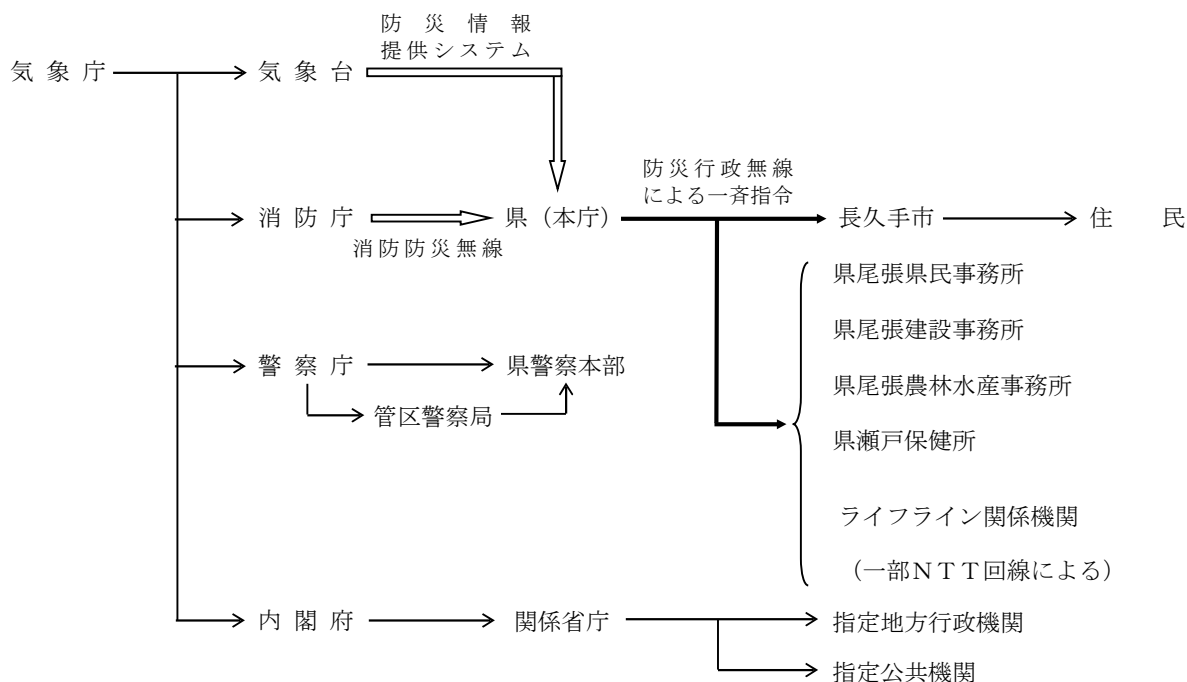 防災情報
提供システム
気象庁
気象台
防災行政無線
による一斉指令
消防庁
県（本庁）
長久手市
住民
消防防災無線
県尾張県民事務所
県尾張建設事務所
警察庁
県警察本部
県尾張農林水産事務所
管区警察局
県瀬戸保健所
ライフライン関係機関
（一部ＮＴＴ回線による）
内閣府
関係省庁
指定地方行政機関
指定公共機関